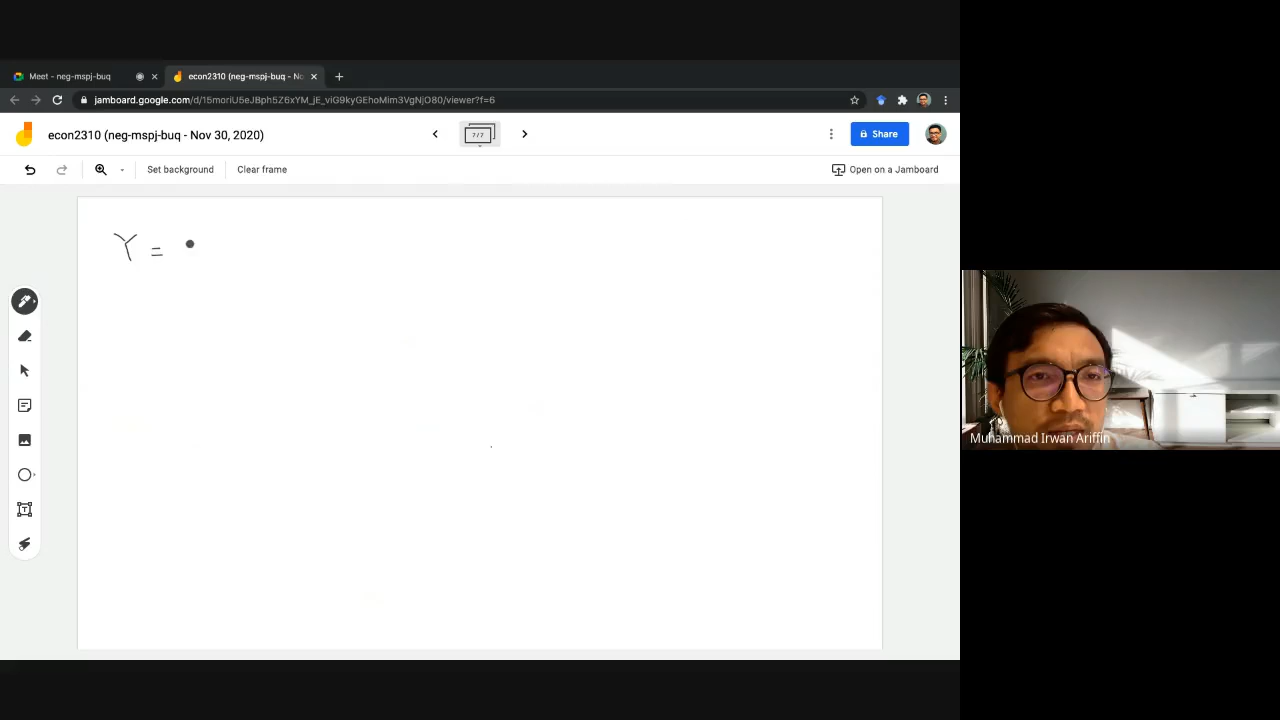 Meet - neg-mspj-buq
econ2310 (neg-mspj-buq - No
jamboard.google.com/d/15moriU5eJBph5Z6xYM_jE_viG9kyGEhoMim3VgNjO80/viewer?f=6
econ2310 (neg-mspj-buq - Nov 30, 2020)
7/7
Share
Set background
Clear frame
Open on a Jamboard
Y =
T
Muhammad Irwan Ariffin